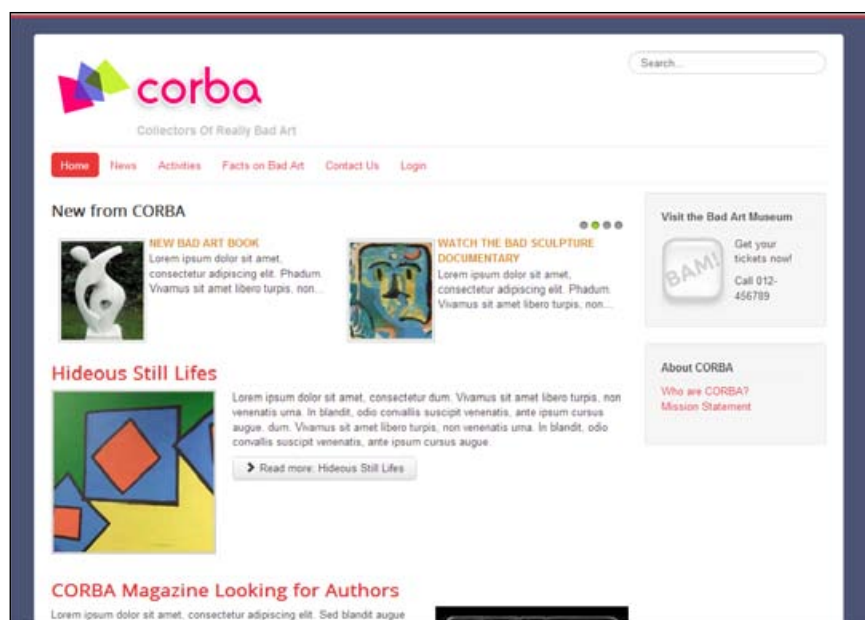 corba
Search...
Collectors Of Really Bad Art
Home News Activities Facts on Bad Art Contact Us Login
New from CORBA
NEW BAD ART BOOK
Lorem ipsum dolor sit amet,
consectetur adipiscing elit. Phadum.
Vivamus sit amet libero turpis, non...
WATCH THE BAD SCULPTURE
DOCUMENTARY
Lorem ipsum dolor sit amet,
consectetur adipiscing elit. Phadum.
Vivamus sit amet libero turpis, non...
Visit the Bad Art Museum
BAM!
Get your
tickets now!
Call 012-
456789
Hideous Still Lifes
Lorem ipsum dolor sit amet, consectetur dum. Vivamus sit amet libero turpis, non
venenatis urna. In blandit, odio convallis suscipit venenatis, ante ipsum cursus
augue. dum. Vivamus sit amet libero turpis, non venenatis urna. In blandit, odio
convallis suscipit venenatis, ante ipsum cursus augue.
Read more: Hideous Still Lifes
About CORBA
Who are CORBA?
Mission Statement
CORBA Magazine Looking for Authors
Lorem ipsum dolor sit amet, consectetur adipiscing elit. Sed blandit augue